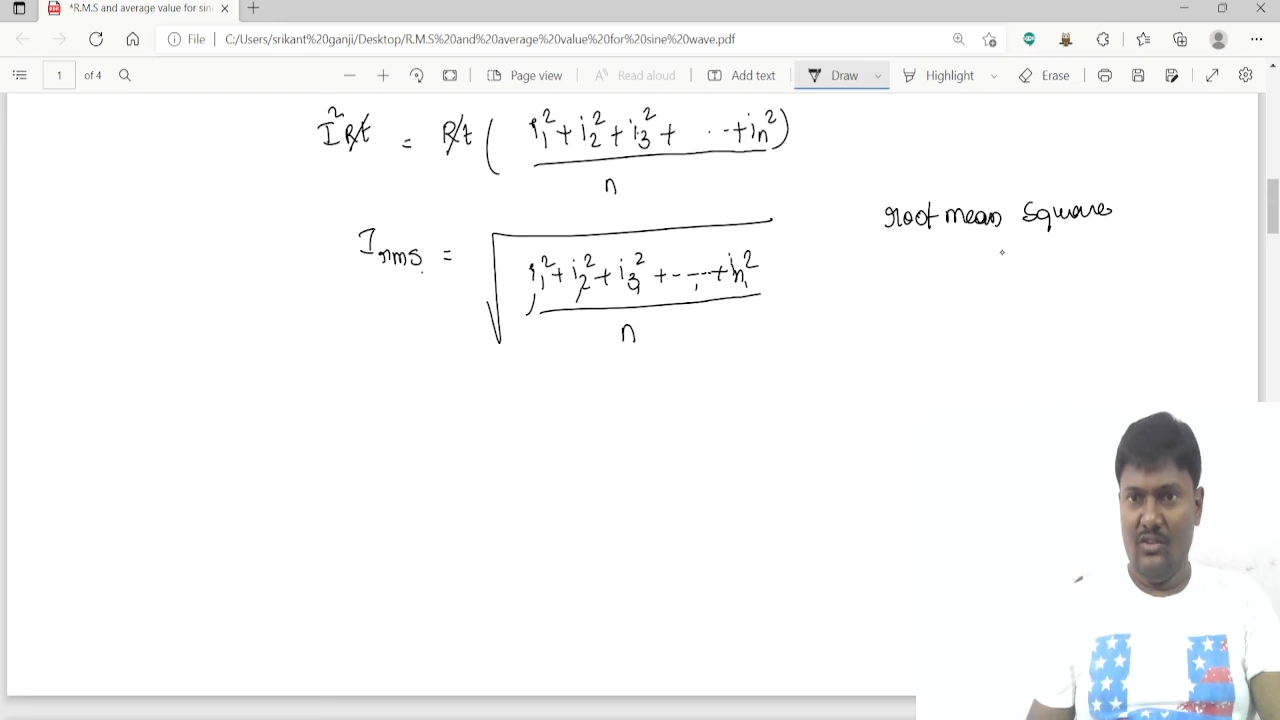 *R.M.S and average value for sin
File C:/Users/srikant%20ganji/Desktop/R.M.S%20and%20average%20value%20for%20sine%20wave.pdf
1 of 4 Page view Read aloud Add text Draw Highlight Erase
I²Rt = Rt ( i₁² + i₂² + i₃² + ... + iₙ² )
n
root mean square
I rms = √ i₁² + i₂² + i₃² + ---- + iₙ²
n